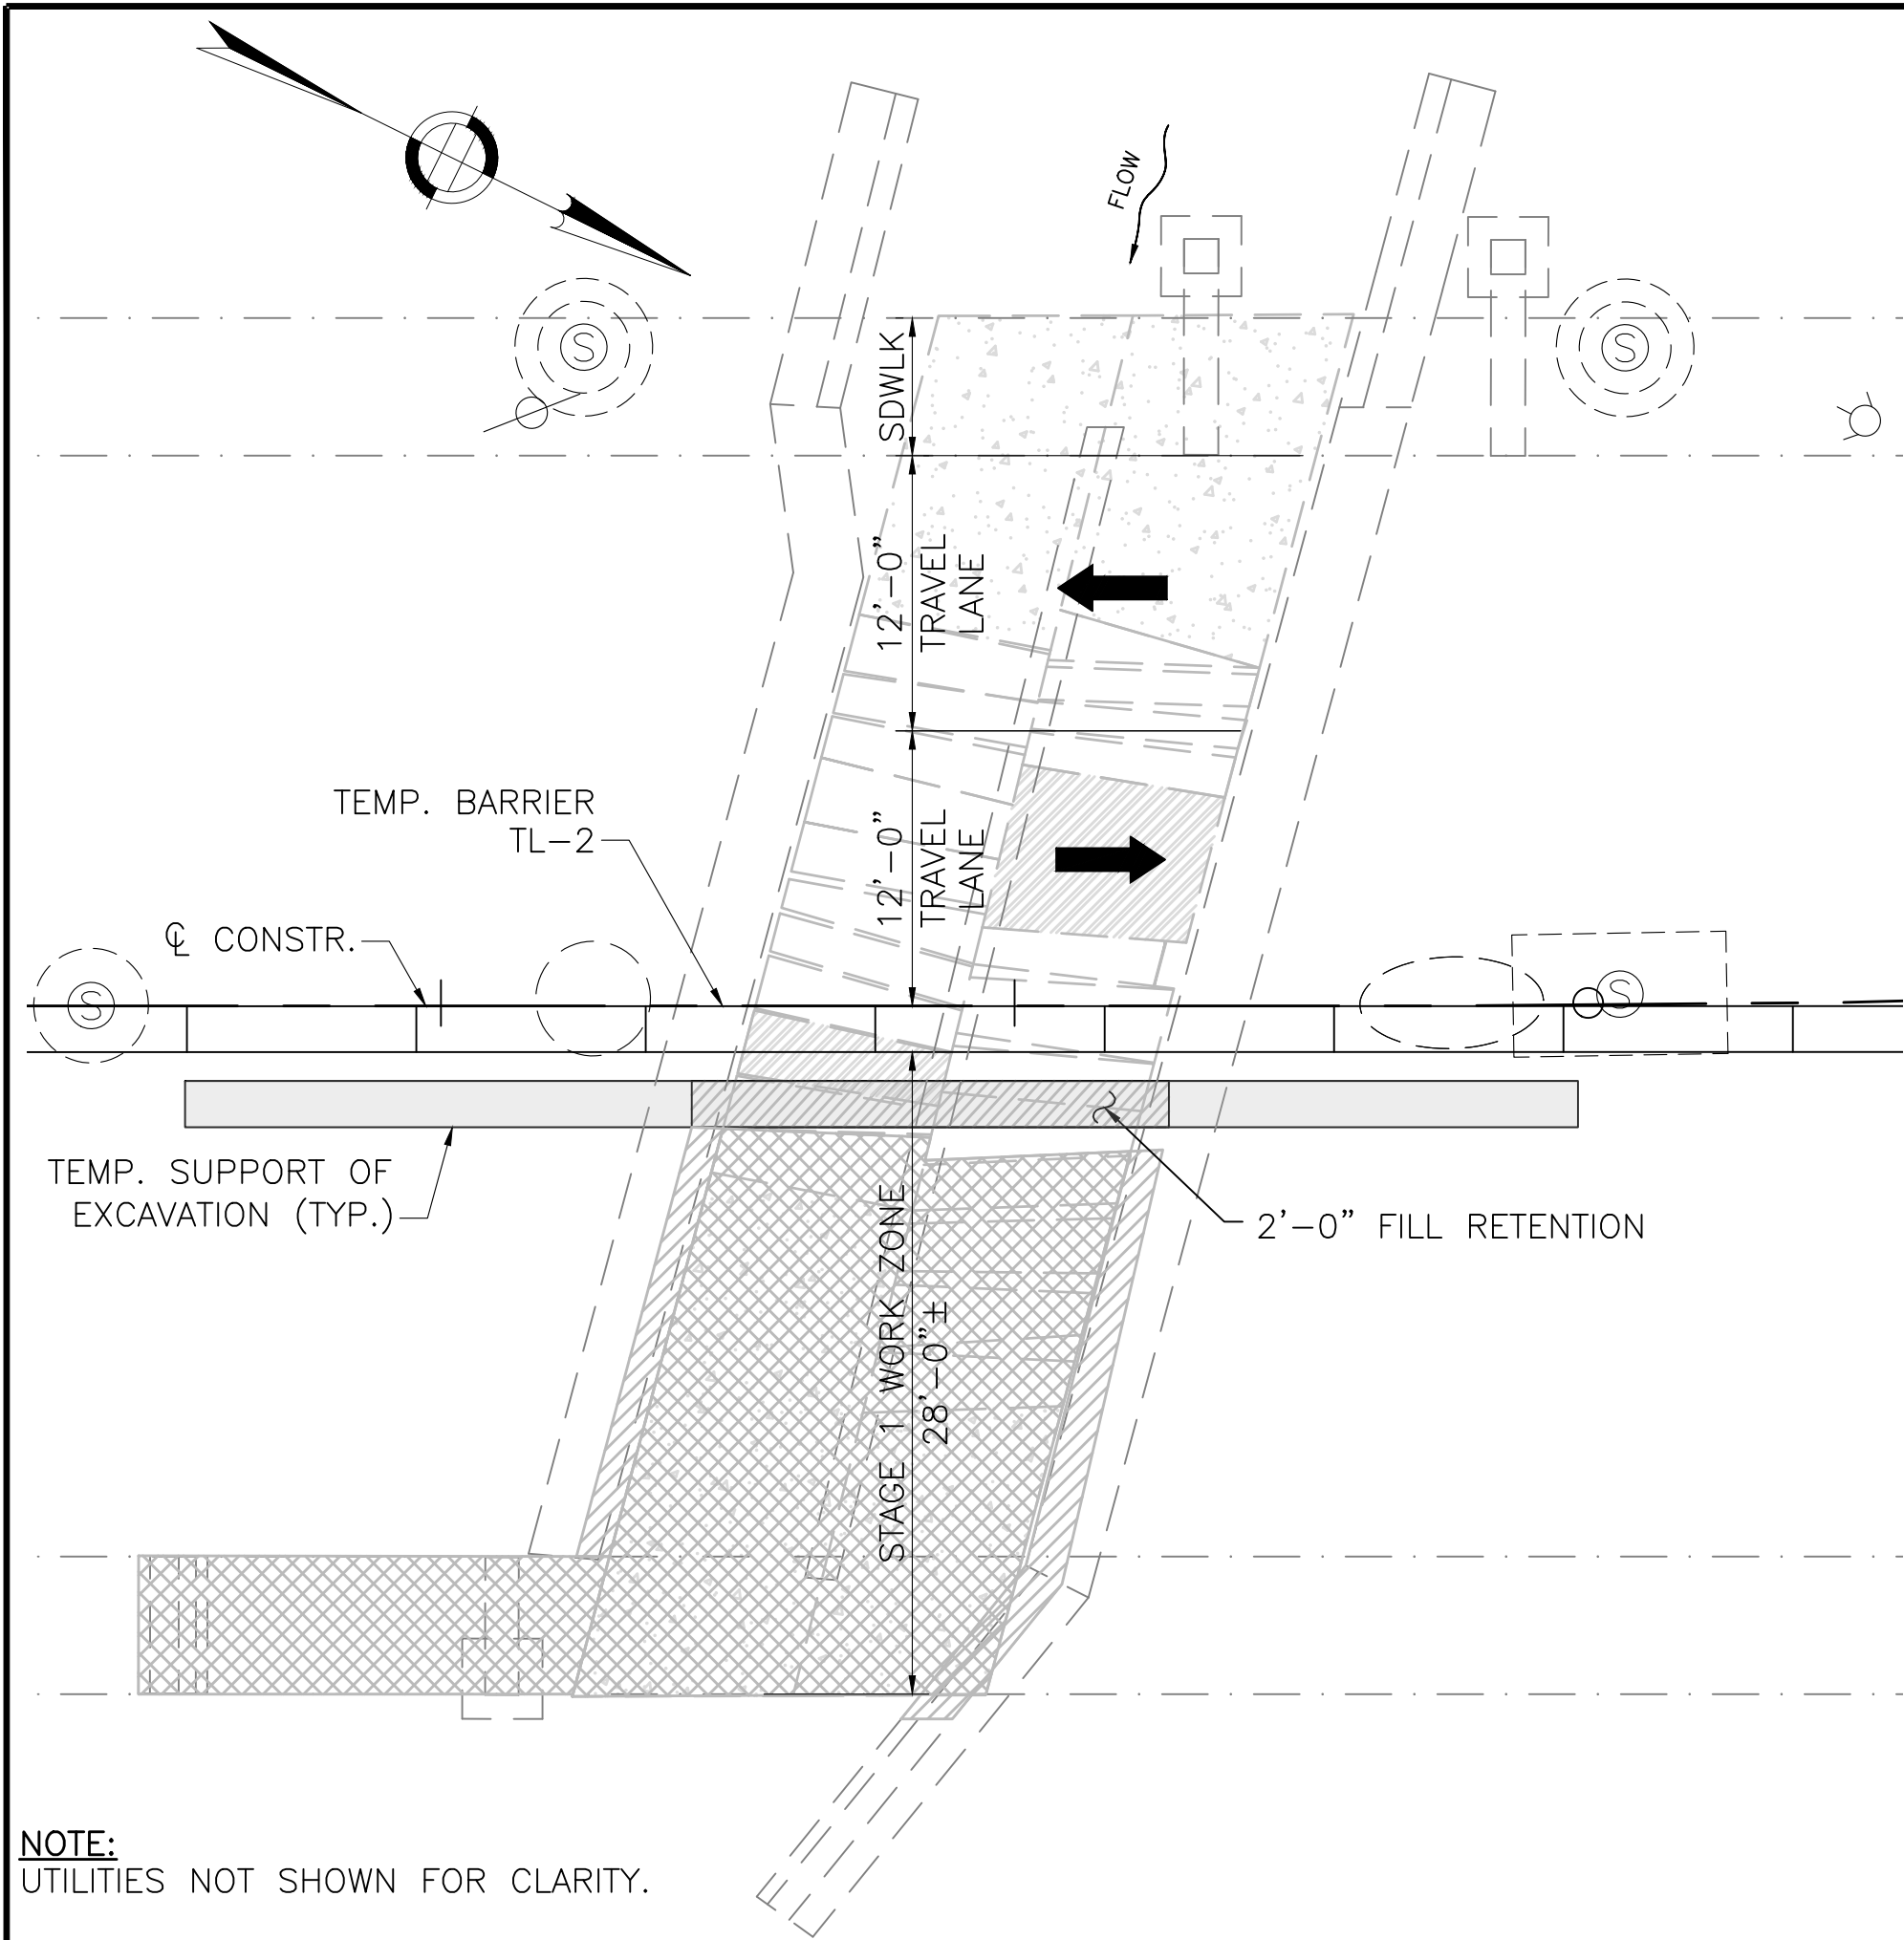 FLOW
S
S
SDWLK
12'-0"
TRAVEL
LANE
12'-0"
TRAVEL
LANE
TEMP. BARRIER
TL-2
℄ CONSTR.
S
S
TEMP. SUPPORT OF
EXCAVATION (TYP.)
2'-0" FILL RETENTION
STAGE 1 WORK ZONE
28'-0"±
NOTE:
UTILITIES NOT SHOWN FOR CLARITY.